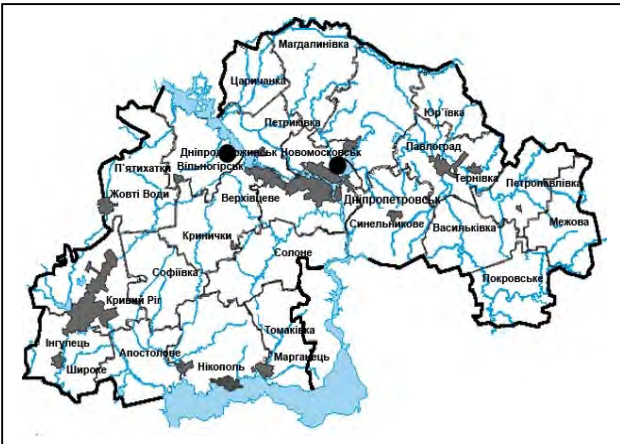 Магдалинівка
Царичанка
Юр'ївка
Петриківка
Павлоград
Дніпродзержинськ Новомосковськ
П'ятихатки
Вільногірськ
Тернівка
Петропавлівка
Жовті Води
Верхівцеве
Дніпропетровськ
Межова
Синельникове
Васильківка
Кринички
Солоне
Софіївка
Покровське
Кривий Ріг
Томаківка
Інгулець
Апостолове
Марганець
Широке
Нікополь